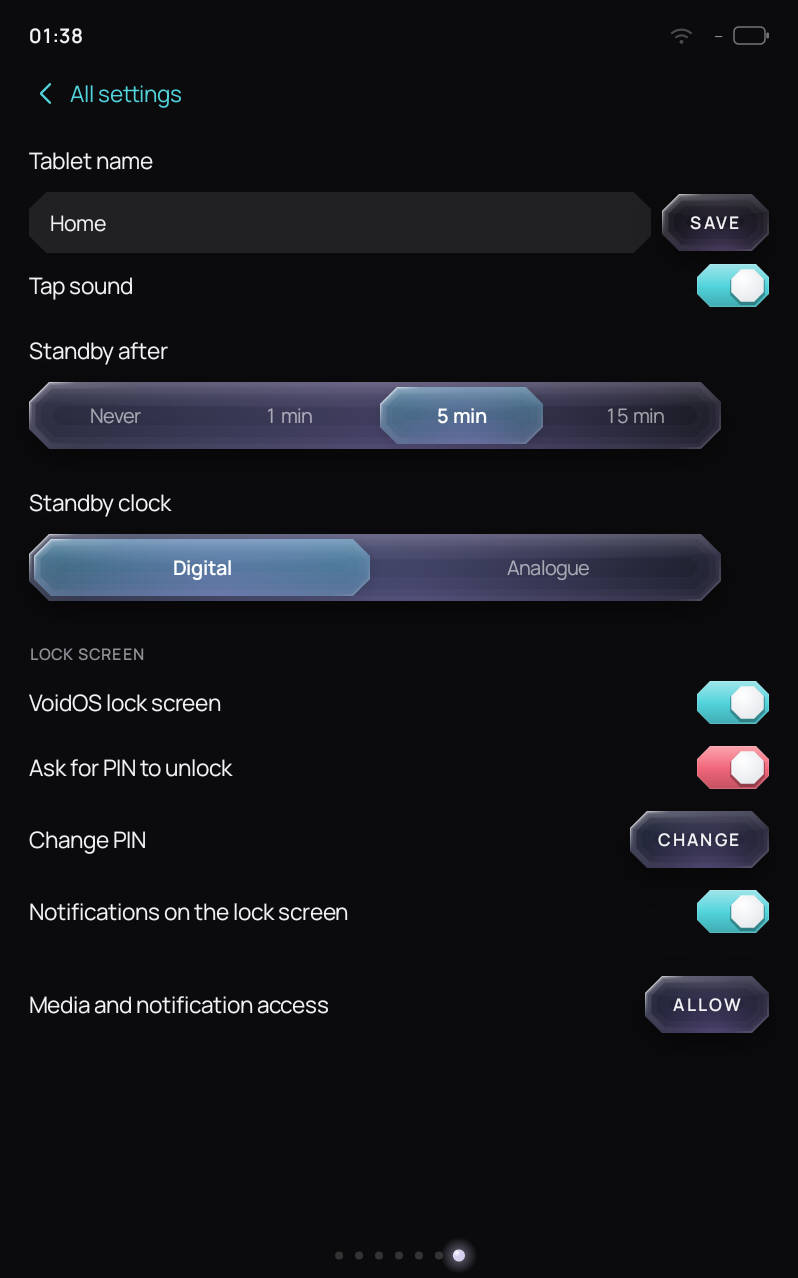 01:38
–
All settings
Tablet name
Home
SAVE
Tap sound
Standby after
Never 1 min 5 min 15 min
Standby clock
Digital Analogue
LOCK SCREEN
VoidOS lock screen
Ask for PIN to unlock
Change PIN CHANGE
Notifications on the lock screen
Media and notification access ALLOW